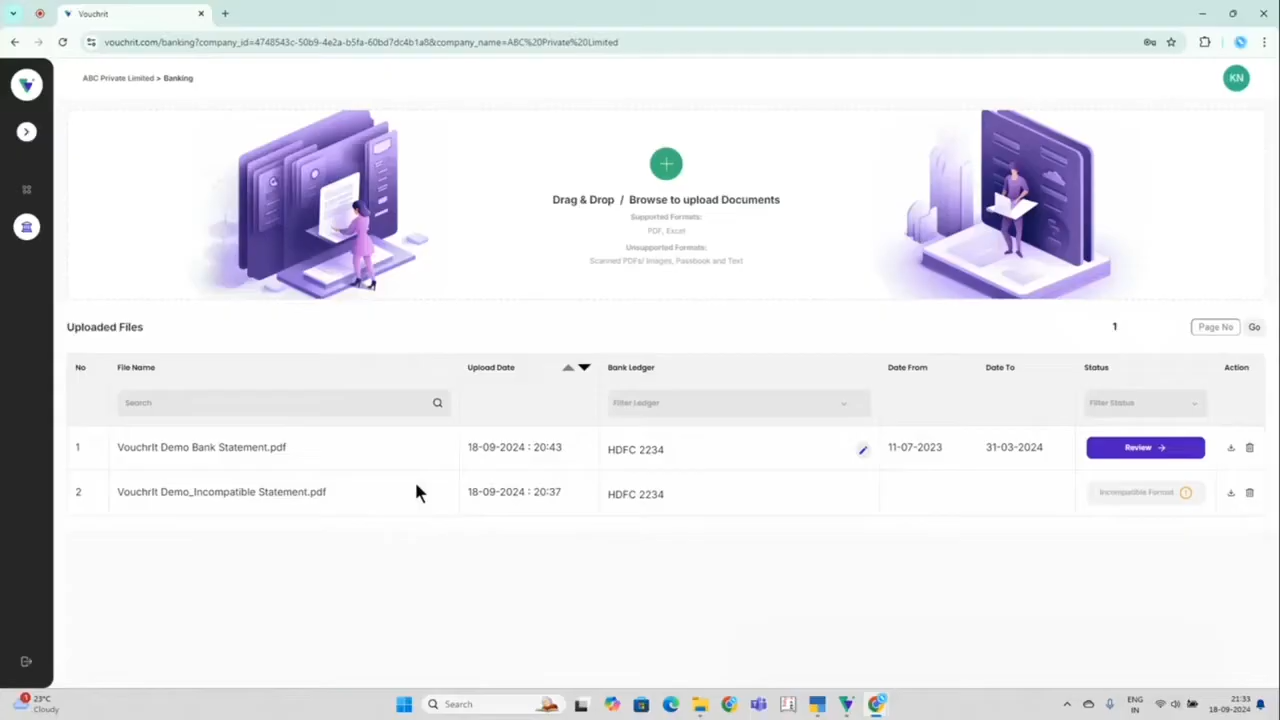 Vouchrit
vouchrit.com/banking?company_id=4748543c-50b9-4e2a-b5fa-60bd7dc4b1a8&company_name=ABC%20Private%20Limited
ABC Private Limited > Banking
KN
Drag & Drop / Browse to upload Documents
Supported Formats:
PDF, Excel
Unsupported Formats:
Scanned PDFs/ Images, Passbook and Text
Uploaded Files
1
Page No
Go
No File Name Upload Date Bank Ledger Date From Date To Status Action
Search Filter Ledger Filter Status
1 VouchrIt Demo Bank Statement.pdf 18-09-2024 : 20:43 HDFC 2234 11-07-2023 31-03-2024 Review →
2 VouchrIt Demo_Incompatible Statement.pdf 18-09-2024 : 20:37 HDFC 2234 Incompatible Format
1 23°C
Cloudy
Search
ENG
IN
21:33
18-09-2024